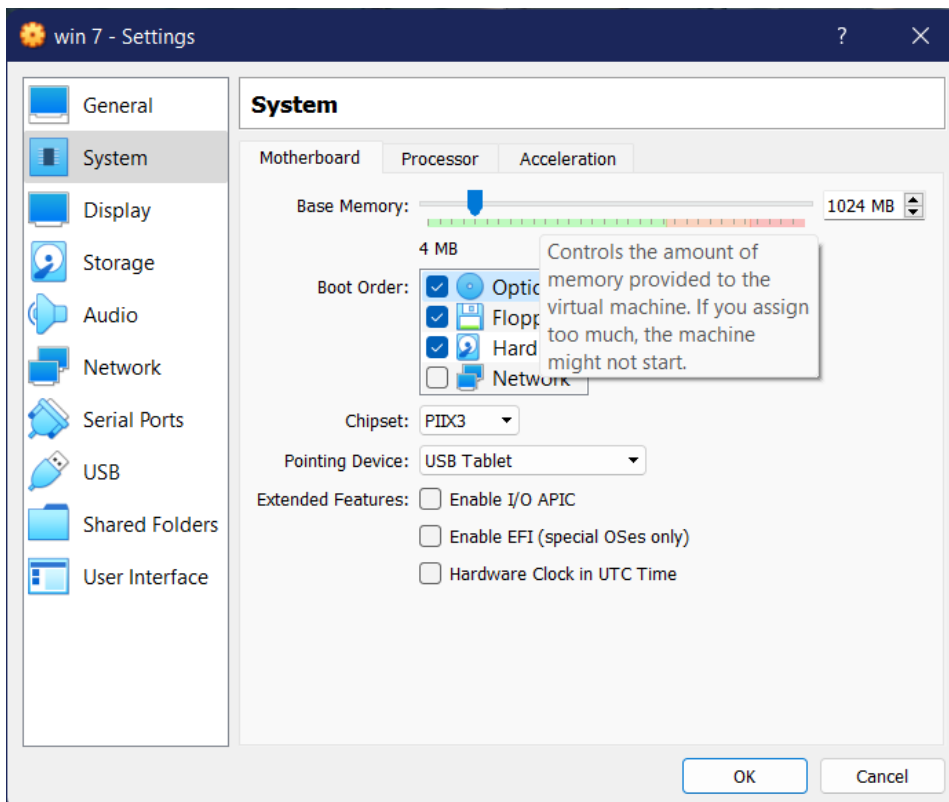 win 7 - Settings
?
General
System
Display
Storage
Audio
Network
Serial Ports
USB
Shared Folders
User Interface
System
Motherboard
Processor
Acceleration
Base Memory:
1024 MB
4 MB
Controls the amount of
memory provided to the
virtual machine. If you assign
too much, the machine
might not start.
Boot Order:
Optic
Flopp
Hard
Network
Chipset: PIIX3
Pointing Device: USB Tablet
Extended Features: Enable I/O APIC
Enable EFI (special OSes only)
Hardware Clock in UTC Time
OK
Cancel